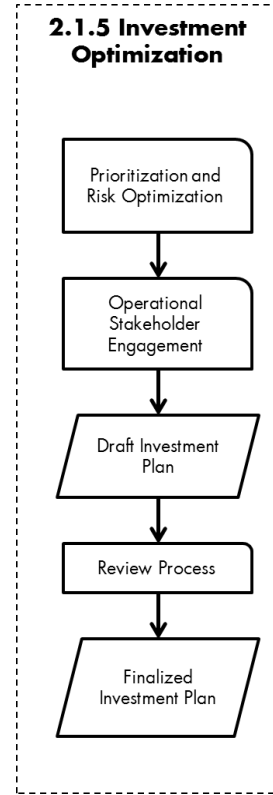 2.1.5 Investment
Optimization
Prioritization and
Risk Optimization
Operational
Stakeholder
Engagement
Draft Investment
Plan
Review Process
Finalized
Investment Plan